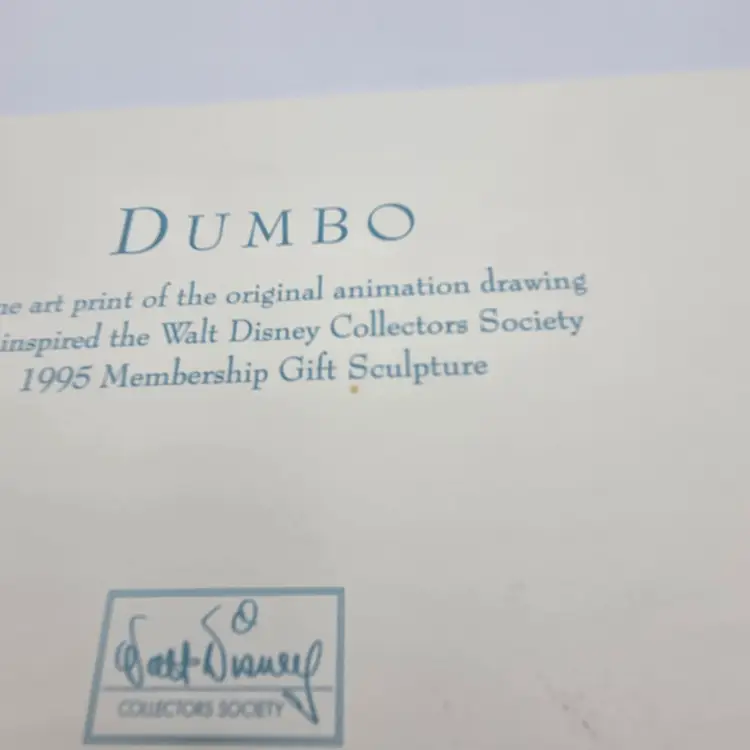 DUMBO
ne art print of the original animation drawing
inspired the Walt Disney Collectors Society
1995 Membership Gift Sculpture
Walt Disney
COLLECTORS SOCIETY